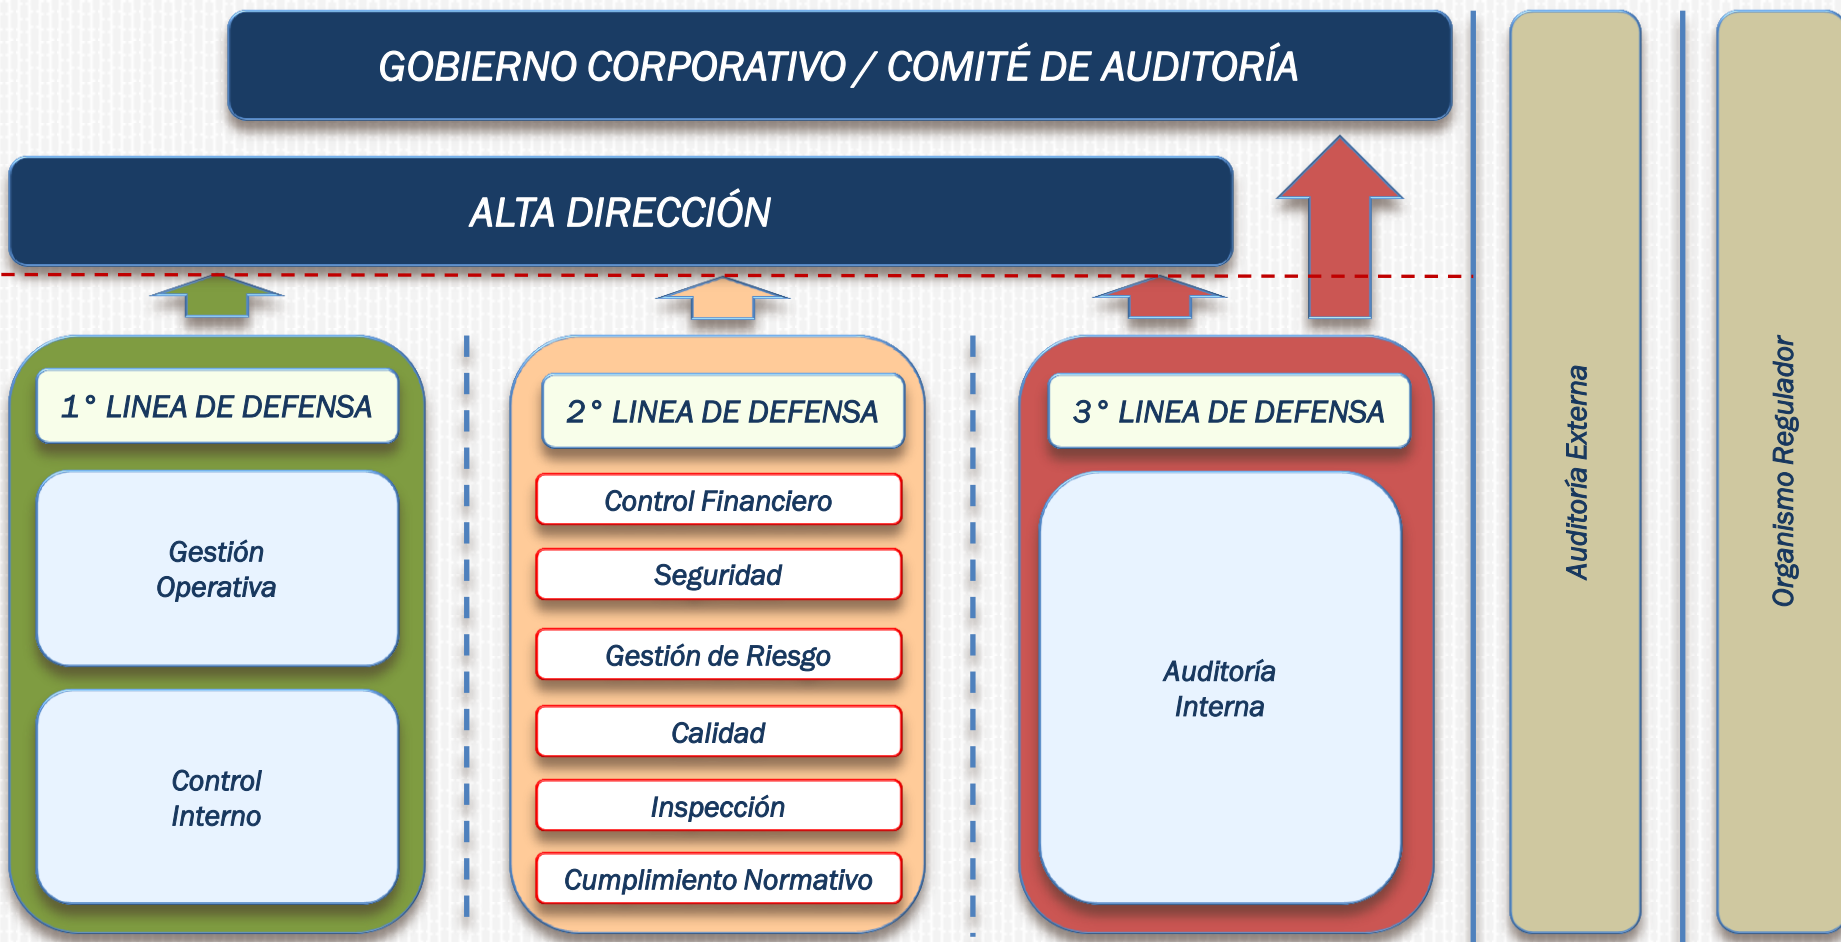 GOBIERNO CORPORATIVO / COMITÉ DE AUDITORÍA
ALTA DIRECCIÓN
1° LINEA DE DEFENSA
Gestión
Operativa
Control
Interno
2° LINEA DE DEFENSA
Control Financiero
Seguridad
Gestión de Riesgo
Calidad
Inspección
Cumplimiento Normativo
3° LINEA DE DEFENSA
Auditoría
Interna
Auditoría Externa
Organismo Regulador